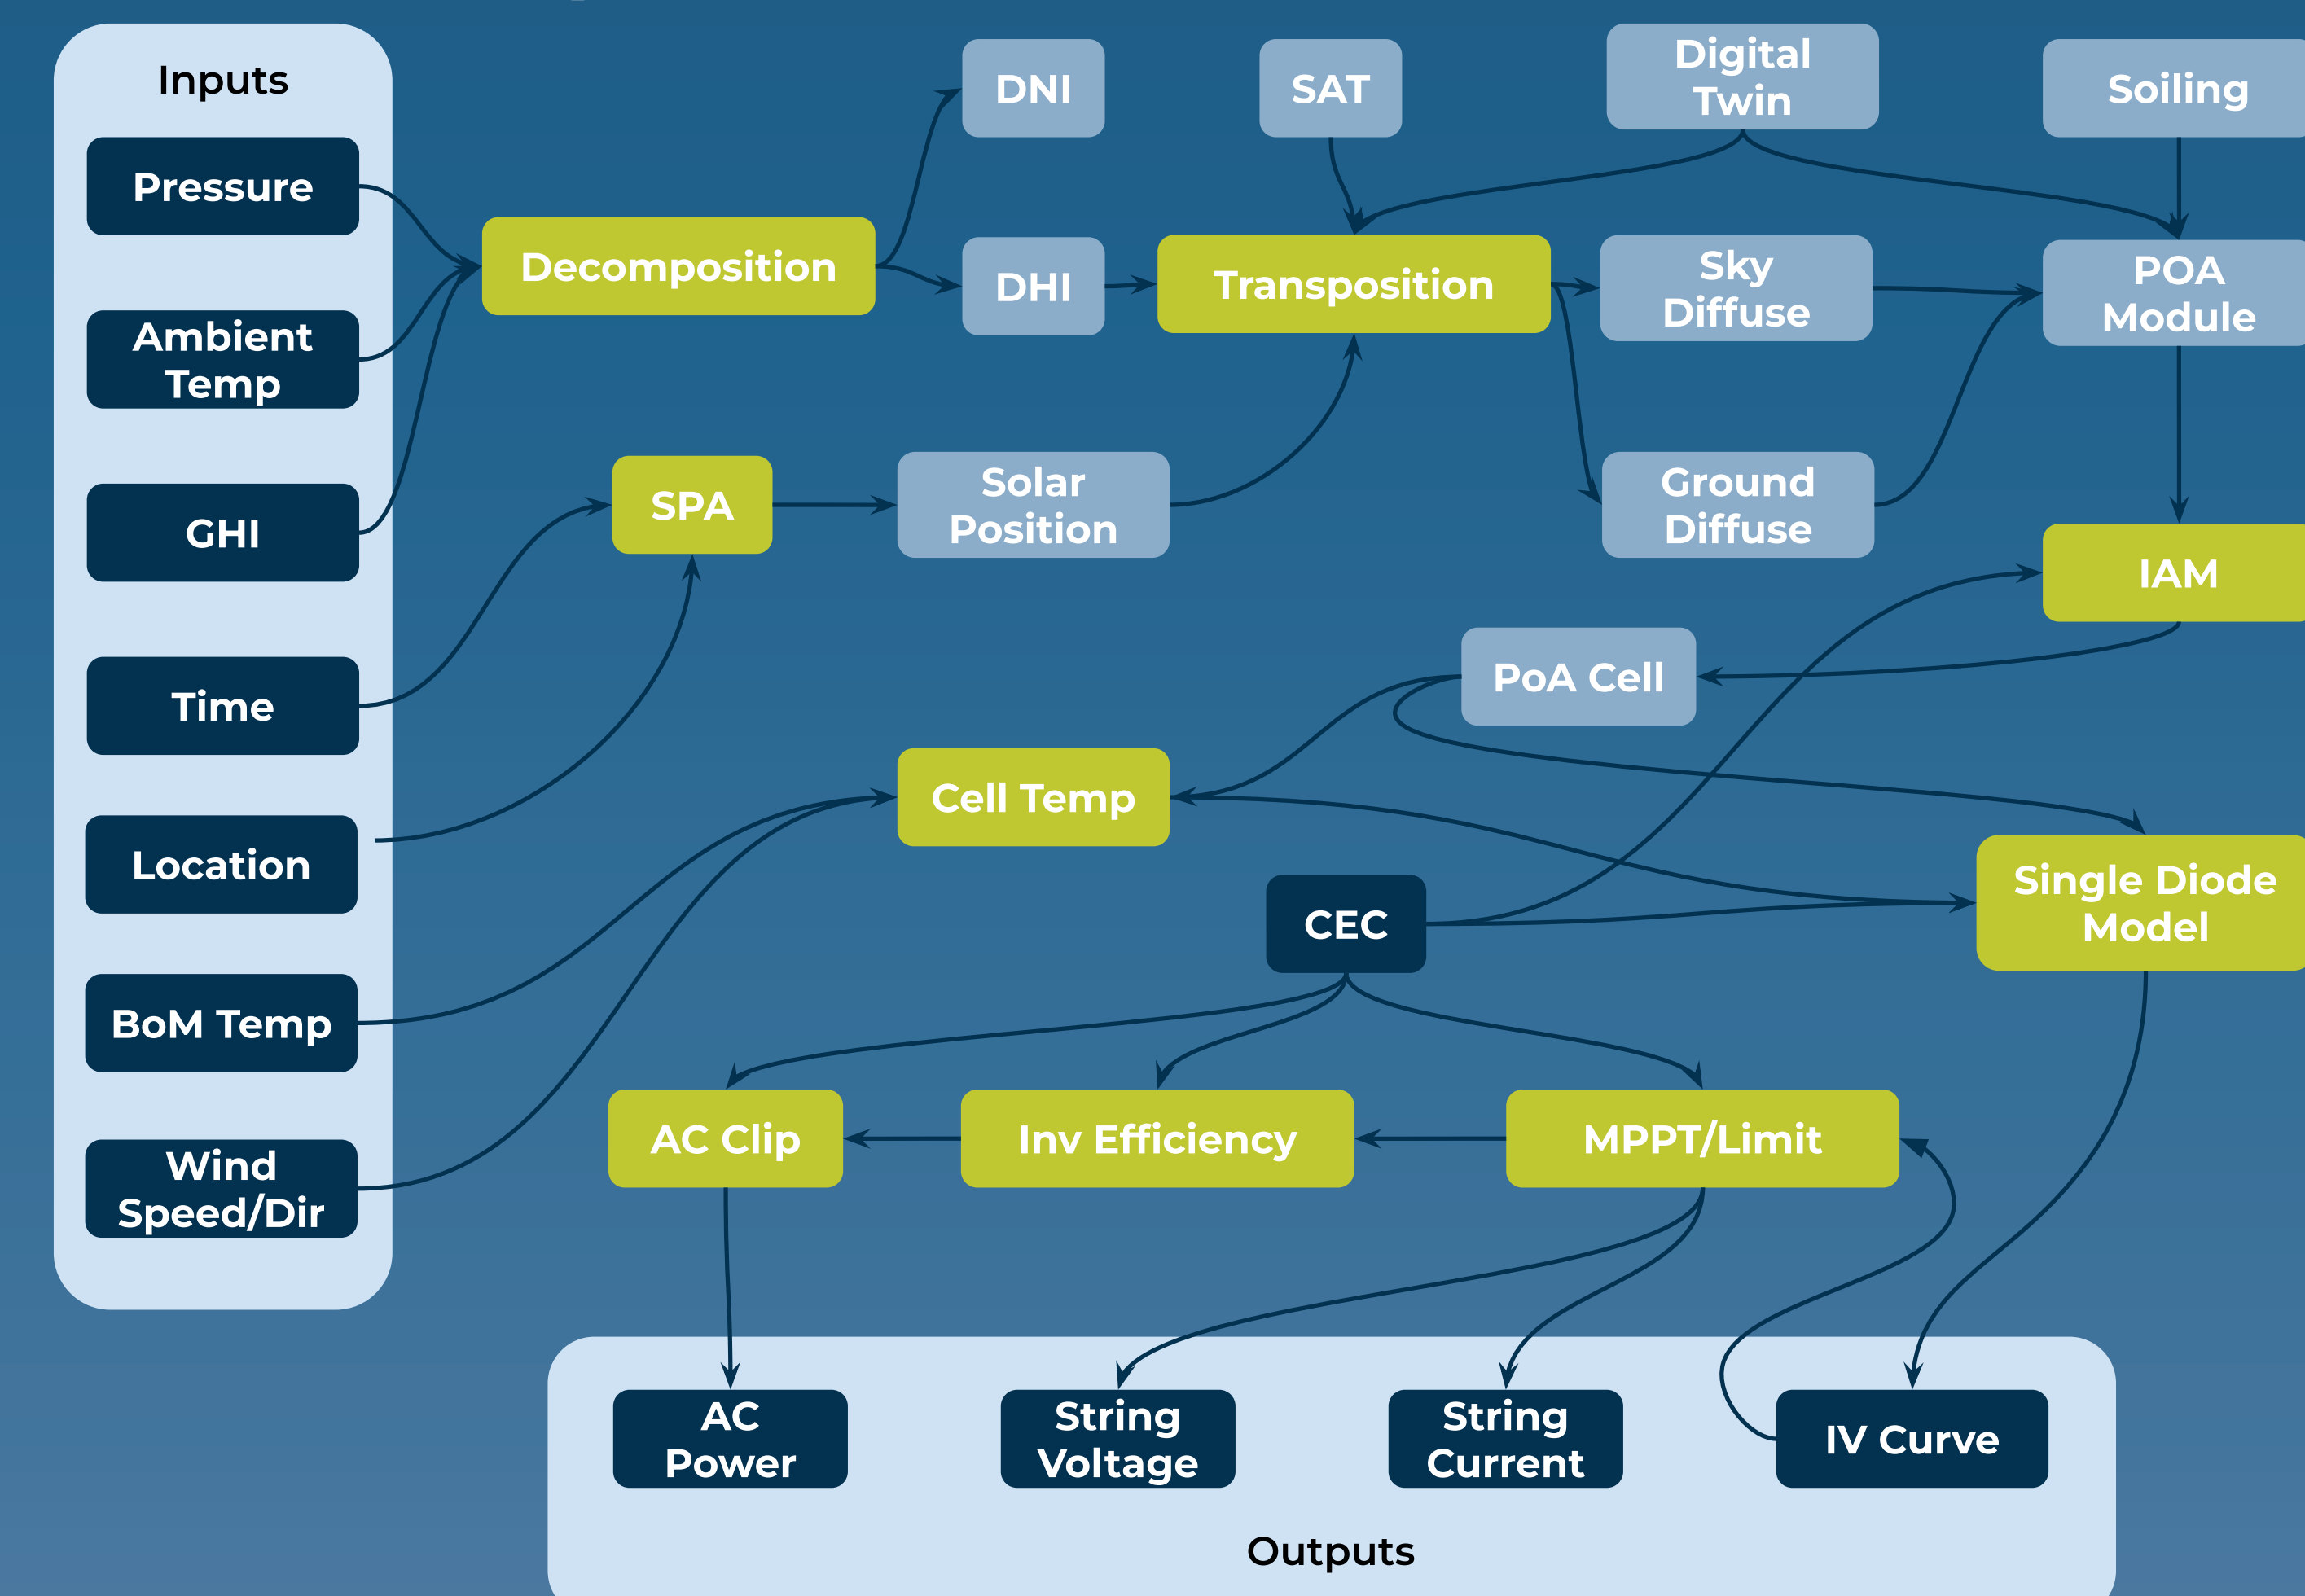 Inputs
Pressure
Ambient
Temp
GHI
Time
Location
BoM Temp
Wind
Speed/Dir
Decomposition
DNI
DHI
SAT
Digital
Twin
Soiling
Transposition
Sky
Diffuse
POA
Module
SPA
Solar
Position
Ground
Diffuse
IAM
PoA Cell
Cell Temp
CEC
Single Diode
Model
AC Clip
Inv Efficiency
MPPT/Limit
AC
Power
String
Voltage
String
Current
IV Curve
Outputs